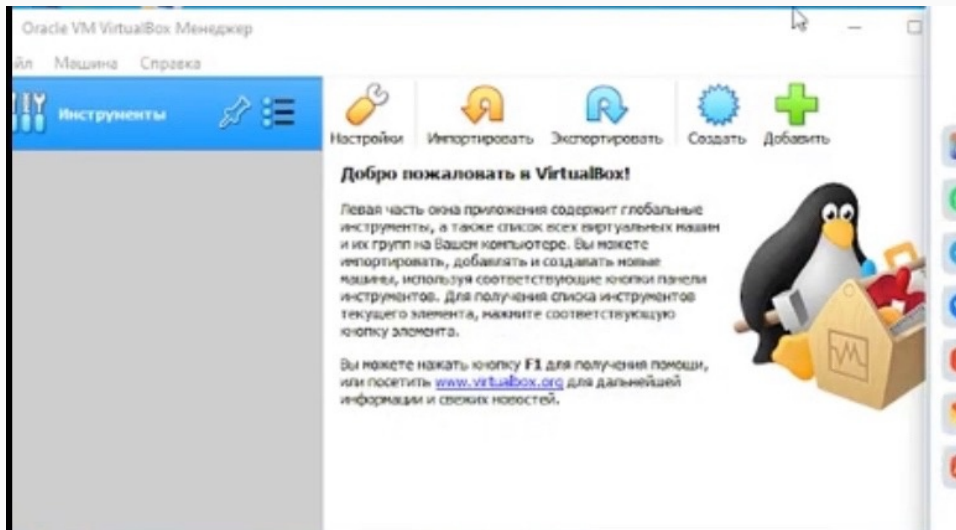 Oracle VM VirtualBox Менеджер
йл Машина Справка
Инструменты
Настройки Импортировать Экспортировать Создать Добавить
Добро пожаловать в VirtualBox!
Левая часть окна приложения содержит глобальные
инструменты, а также список всех виртуальных машин
и их групп на Вашем компьютере. Вы можете
импортировать, добавлять и создавать новые
машины, используя соответствующие кнопки панели
инструментов. Для получения списка инструментов
текущего элемента, нажмите соответствующую
кнопку элемента.
Вы можете нажать кнопку F1 для получения помощи,
или посетить www.virtualbox.org для дальнейшей
информации и свежих новостей.